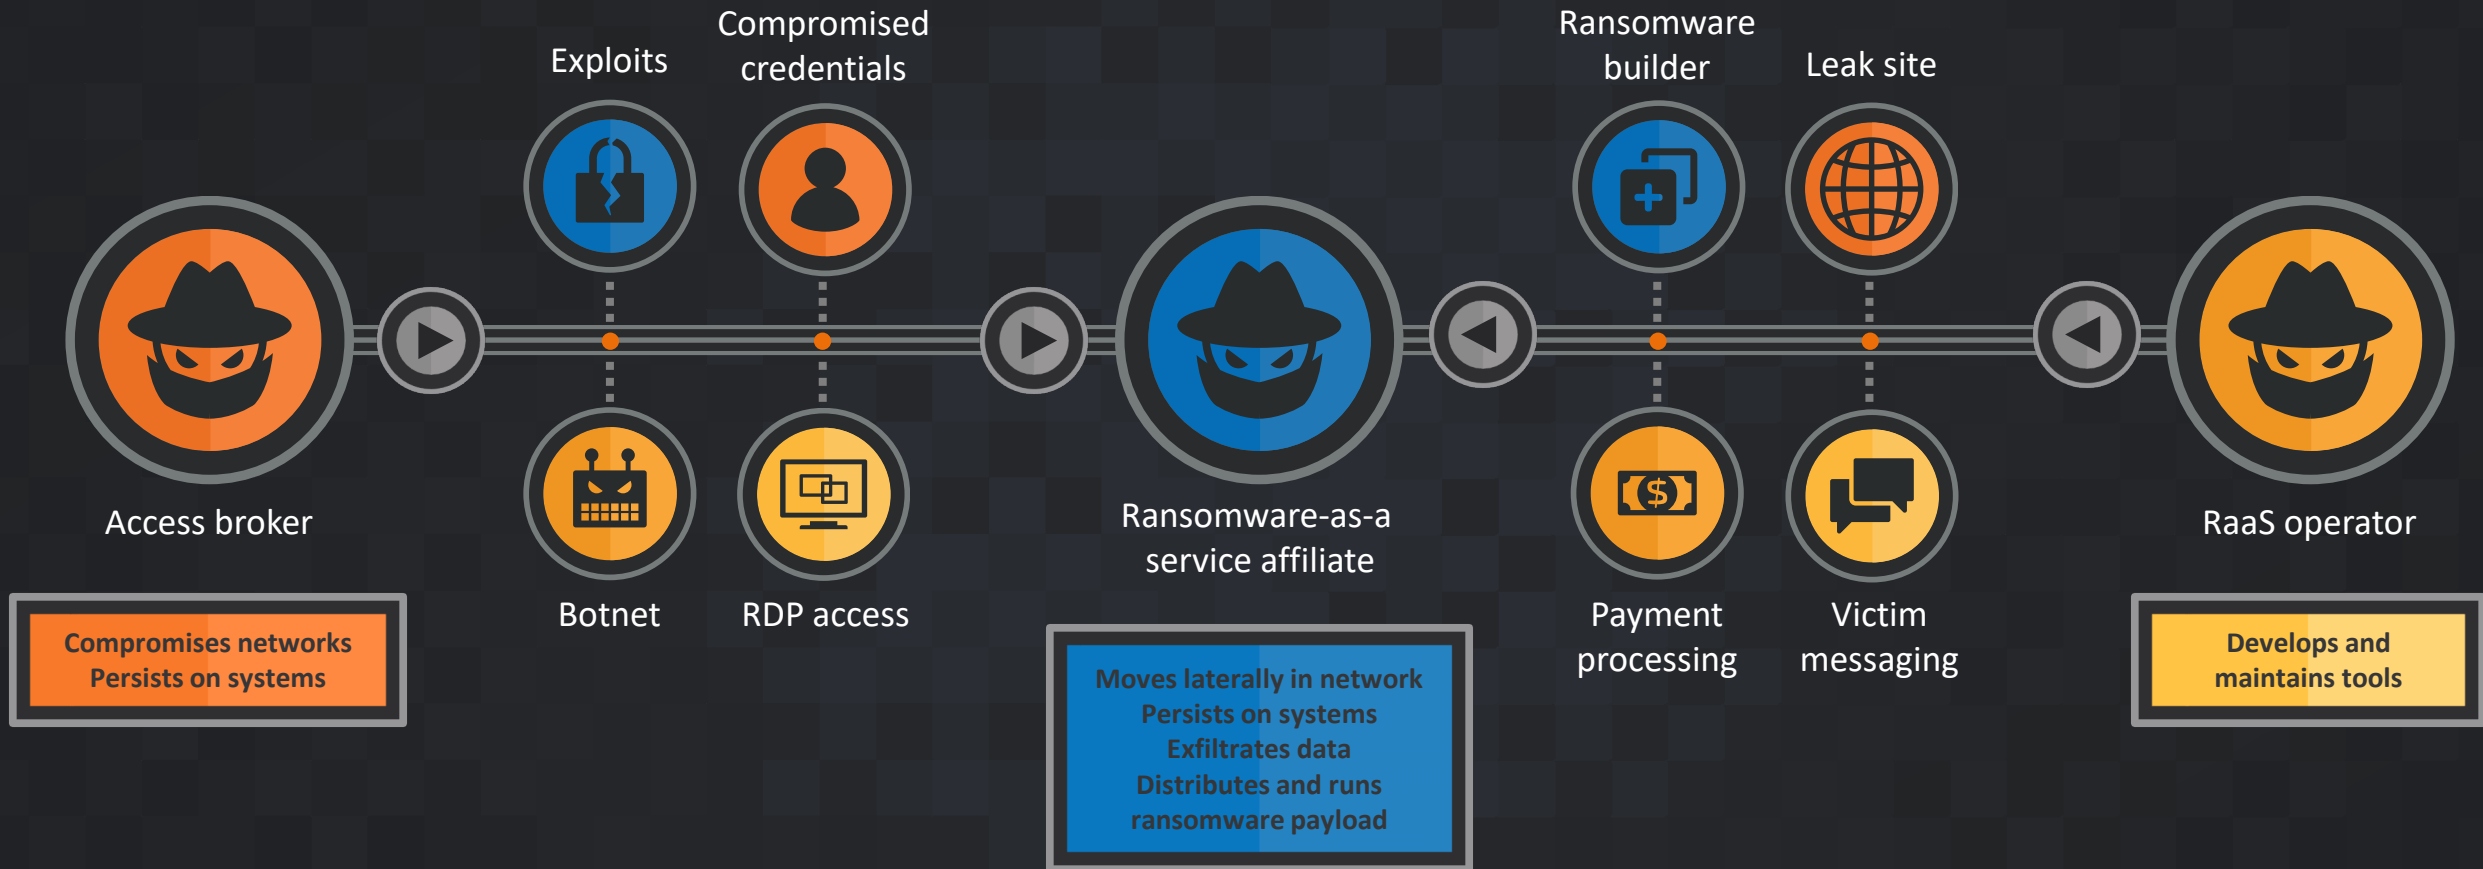 Exploits
Compromised
credentials
Ransomware
builder
Leak site
Access broker
Botnet
RDP access
Ransomware-as-a
service affiliate
Payment
processing
Victim
messaging
RaaS operator
Compromises networks
Persists on systems
Moves laterally in network
Persists on systems
Exfiltrates data
Distributes and runs
ransomware payload
Develops and
maintains tools